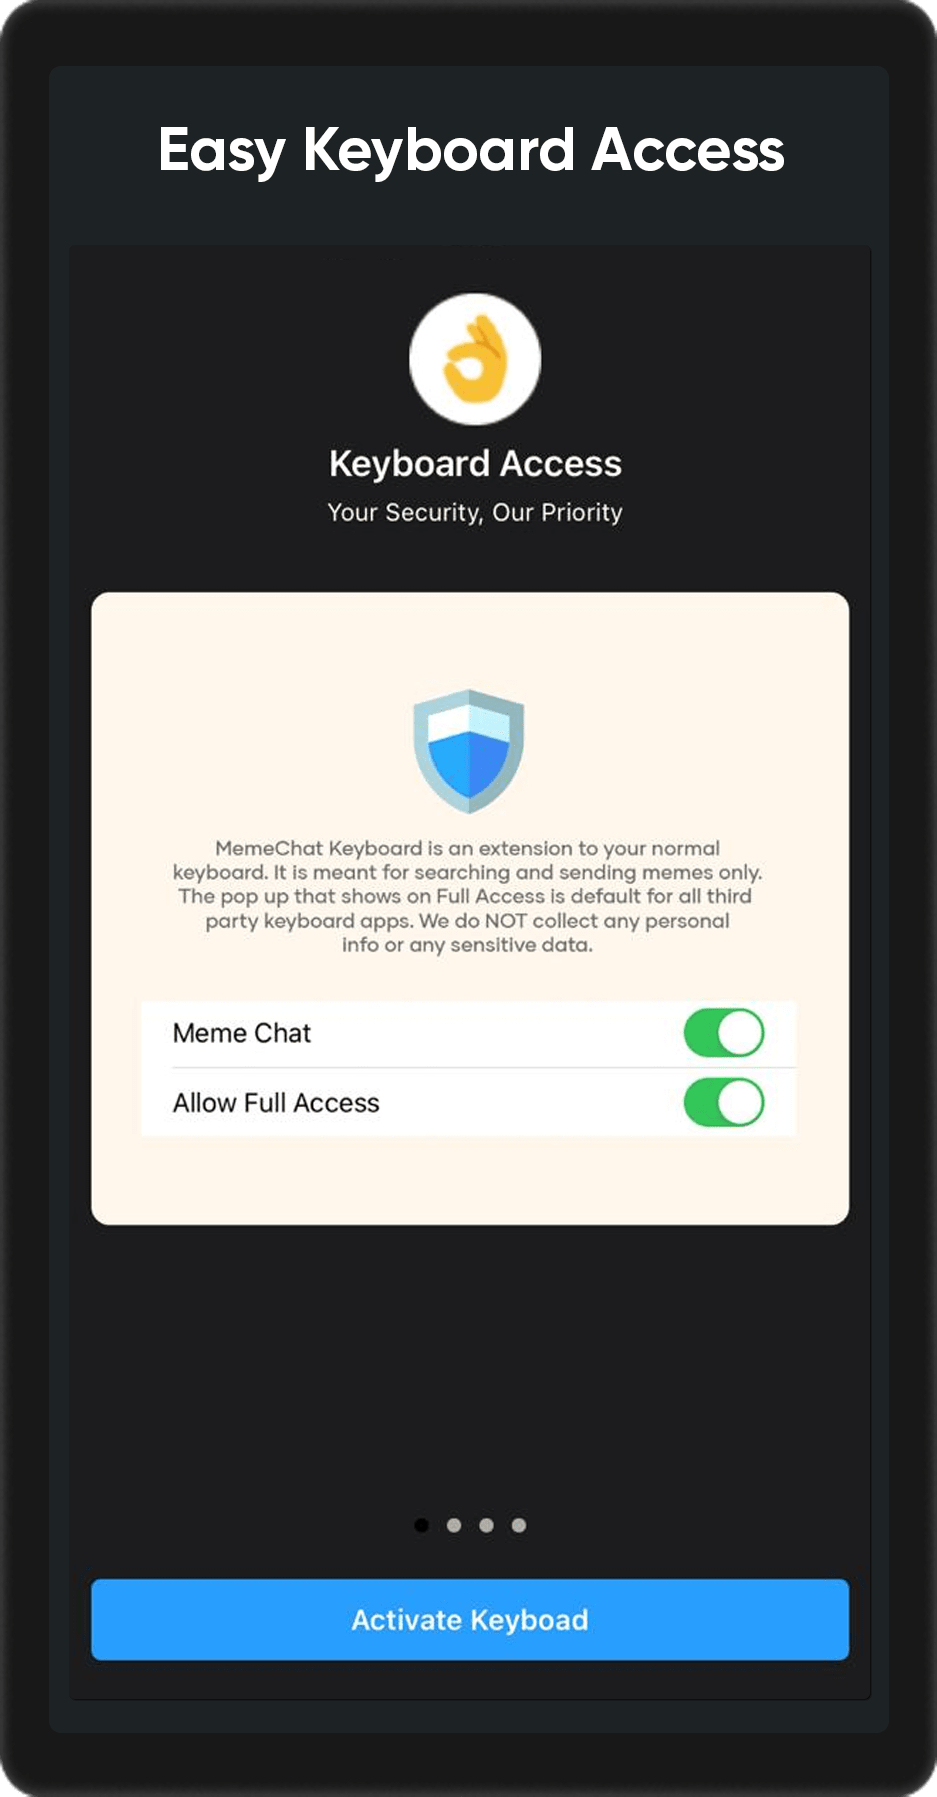 Easy Keyboard Access
Keyboard Access
Your Security, Our Priority
MemeChat Keyboard is an extension to your normal
keyboard. It is meant for searching and sending memes only.
The pop up that shows on Full Access is default for all third
party keyboard apps. We do NOT collect any personal
info or any sensitive data.
Meme Chat
Allow Full Access
Activate Keyboad